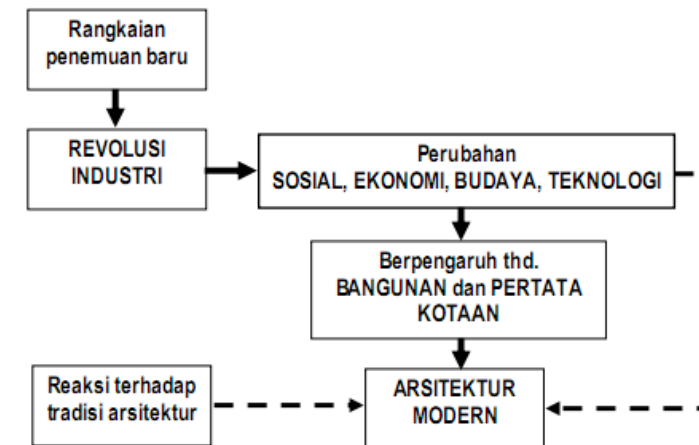 Rangkaian
penemuan baru
REVOLUSI
INDUSTRI
Perubahan
SOSIAL, EKONOMI, BUDAYA, TEKNOLOGI
Berpengaruh thd.
BANGUNAN dan PERTATA
KOTAAN
Reaksi terhadap
tradisi arsitektur
ARSITEKTUR
MODERN